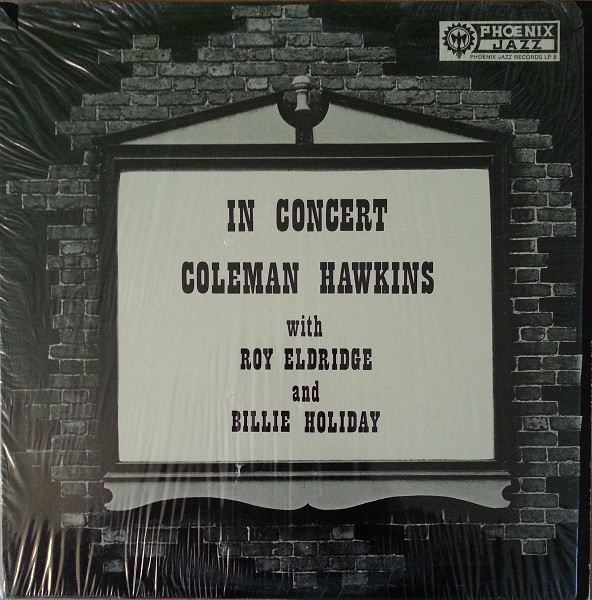 PHOENIX
JAZZ
PHOENIX JAZZ RECORDS LP 8
IN CONCERT
COLEMAN HAWKINS
with
ROY ELDRIDGE
and
BILLIE HOLIDAY